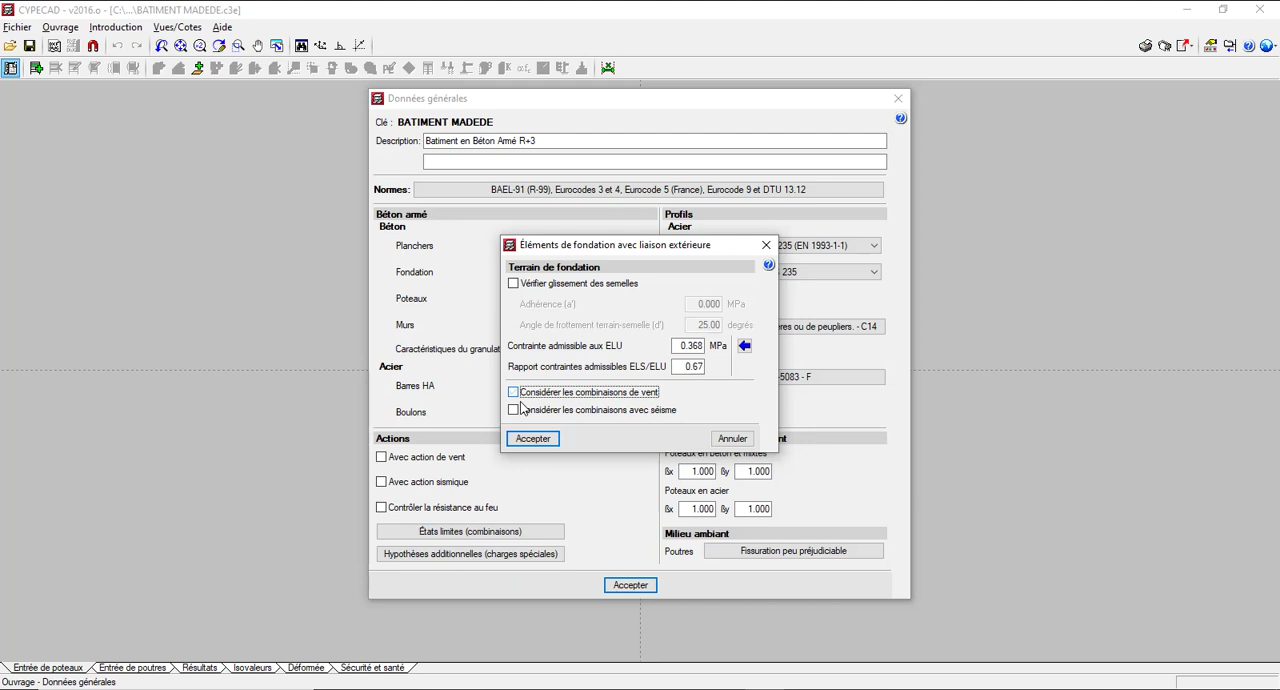 CYPECAD - v2016.o - [C:\...\BATIMENT MADEDE.c3e]
Fichier Ouvrage Introduction Vues/Cotes Aide
Données générales
Clé : BATIMENT MADEDE
Description: Batiment en Béton Armé R+3
Normes: BAEL-91 (R-99), Eurocodes 3 et 4, Eurocode 5 (France), Eurocode 9 et DTU 13.12
Béton armé Profils
Béton Acier
Planchers 235 (EN 1993-1-1)
Fondation 235
Poteaux
Murs ères ou de peupliers. - C14
Caractéristiques du granulat
Acier
Barres HA -5083 - F
Boulons
Éléments de fondation avec liaison extérieure
Terrain de fondation
Vérifier glissement des semelles
Adhérence (a') 0.000 MPa
Angle de frottement terrain-semelle (d') 25.00 degrés
Contrainte admissible aux ELU 0.368 MPa
Rapport contraintes admissibles ELS/ELU 0.67
Considérer les combinaisons de vent
onsidérer les combinaisons avec séisme
Accepter Annuler
Actions nt
Avec action de vent Poteaux en béton et mixtes
ßx 1.000 ßy 1.000
Avec action sismique Poteaux en acier
Contrôler la résistance au feu ßx 1.000 ßy 1.000
États limites (combinaisons) Milieu ambiant
Hypothèses additionnelles (charges spéciales) Poutres Fissuration peu préjudiciable
Accepter
Entrée de poteaux Entrée de poutres Résultats Isovaleurs Déformée Sécurité et santé
Ouvrage - Données générales